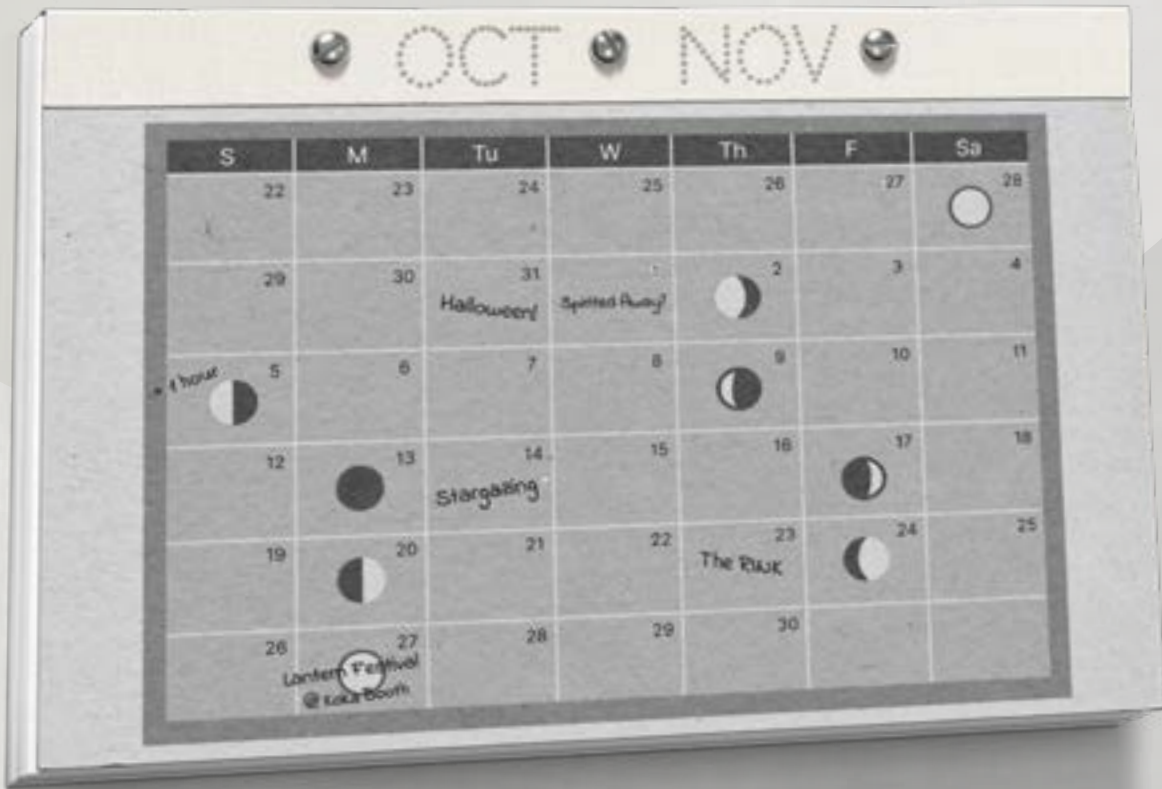 OCT NOV
S M Tu W Th F Sa
22 23 24 25 26 27 28
29 30 31 1 2 3 4
Halloween! Spirited Away?
+ 1 hour
5 6 7 8 9 10 11
12 13 14 15 16 17 18
Stargazing
19 20 21 22 23 24 25
The RINK
26 27 28 29 30
Lantern Festival
@ Koka Booth